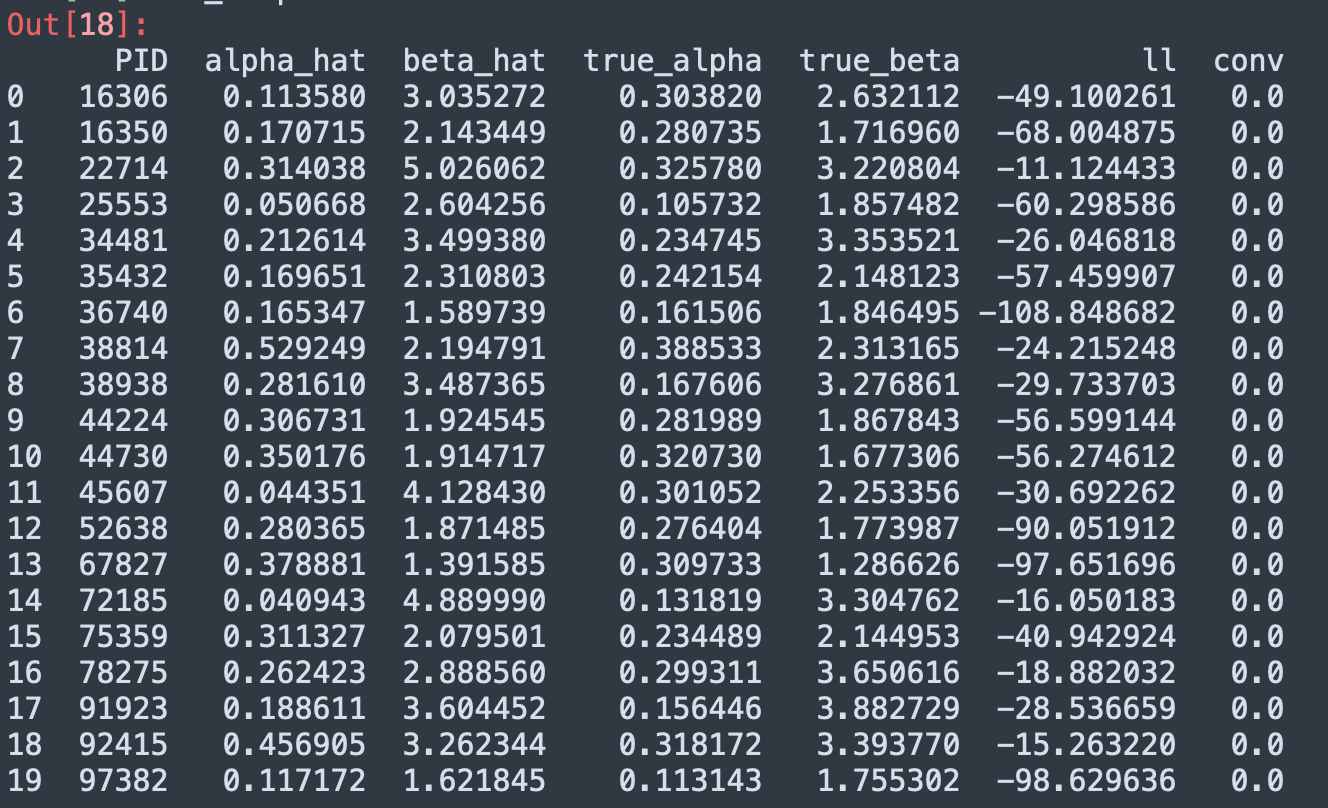 Out[18]:
PID alpha_hat beta_hat true_alpha true_beta ll conv
0 16306 0.113580 3.035272 0.303820 2.632112 -49.100261 0.0
1 16350 0.170715 2.143449 0.280735 1.716960 -68.004875 0.0
2 22714 0.314038 5.026062 0.325780 3.220804 -11.124433 0.0
3 25553 0.050668 2.604256 0.105732 1.857482 -60.298586 0.0
4 34481 0.212614 3.499380 0.234745 3.353521 -26.046818 0.0
5 35432 0.169651 2.310803 0.242154 2.148123 -57.459907 0.0
6 36740 0.165347 1.589739 0.161506 1.846495 -108.848682 0.0
7 38814 0.529249 2.194791 0.388533 2.313165 -24.215248 0.0
8 38938 0.281610 3.487365 0.167606 3.276861 -29.733703 0.0
9 44224 0.306731 1.924545 0.281989 1.867843 -56.599144 0.0
10 44730 0.350176 1.914717 0.320730 1.677306 -56.274612 0.0
11 45607 0.044351 4.128430 0.301052 2.253356 -30.692262 0.0
12 52638 0.280365 1.871485 0.276404 1.773987 -90.051912 0.0
13 67827 0.378881 1.391585 0.309733 1.286626 -97.651696 0.0
14 72185 0.040943 4.889990 0.131819 3.304762 -16.050183 0.0
15 75359 0.311327 2.079501 0.234489 2.144953 -40.942924 0.0
16 78275 0.262423 2.888560 0.299311 3.650616 -18.882032 0.0
17 91923 0.188611 3.604452 0.156446 3.882729 -28.536659 0.0
18 92415 0.456905 3.262344 0.318172 3.393770 -15.263220 0.0
19 97382 0.117172 1.621845 0.113143 1.755302 -98.629636 0.0